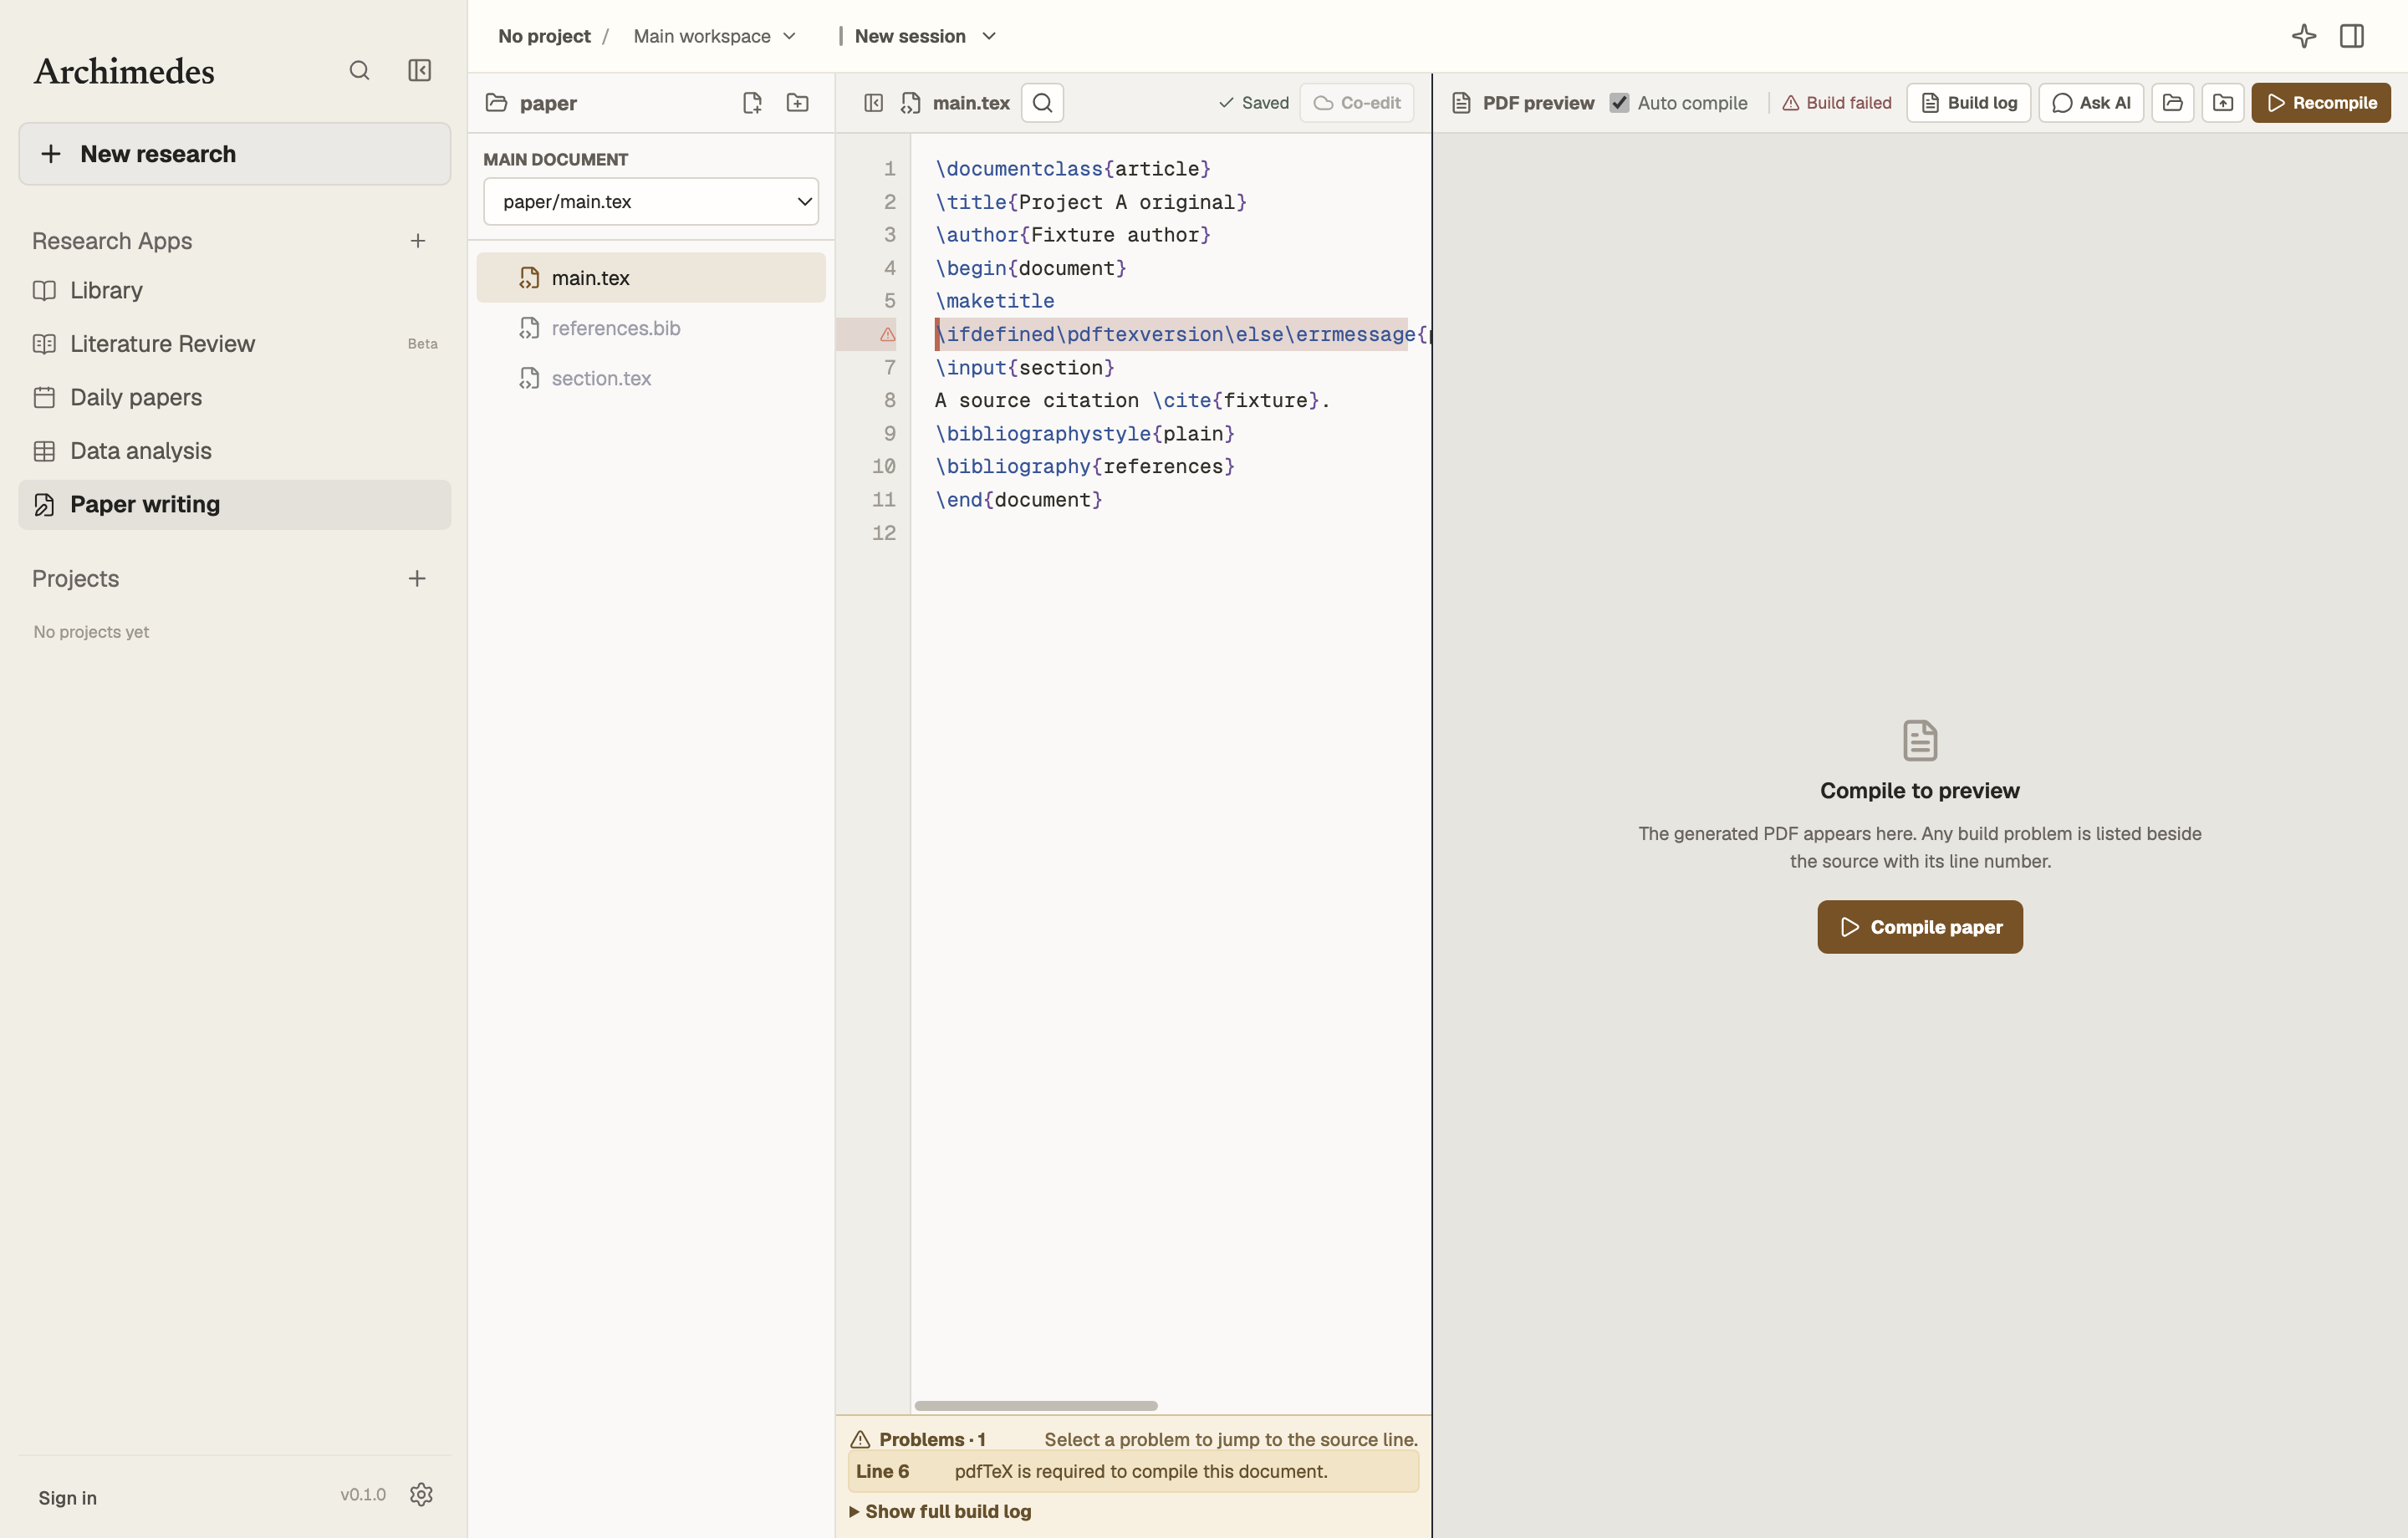 Archimedes
New research
Research Apps
Library
Literature Review Beta
Daily papers
Data analysis
Paper writing
Projects
No projects yet
Sign in v0.1.0
No project / Main workspace New session
paper
MAIN DOCUMENT
paper/main.tex
main.tex
references.bib
section.tex
main.tex Saved Co-edit
1 \documentclass{article}
2 \title{Project A original}
3 \author{Fixture author}
4 \begin{document}
5 \maketitle
\ifdefined\pdftexversion\else\errmessage{
7 \input{section}
8 A source citation \cite{fixture}.
9 \bibliographystyle{plain}
10 \bibliography{references}
11 \end{document}
12
Problems · 1 Select a problem to jump to the source line.
Line 6 pdfTeX is required to compile this document.
Show full build log
PDF preview Auto compile Build failed Build log Ask AI Recompile
Compile to preview
The generated PDF appears here. Any build problem is listed beside
the source with its line number.
Compile paper